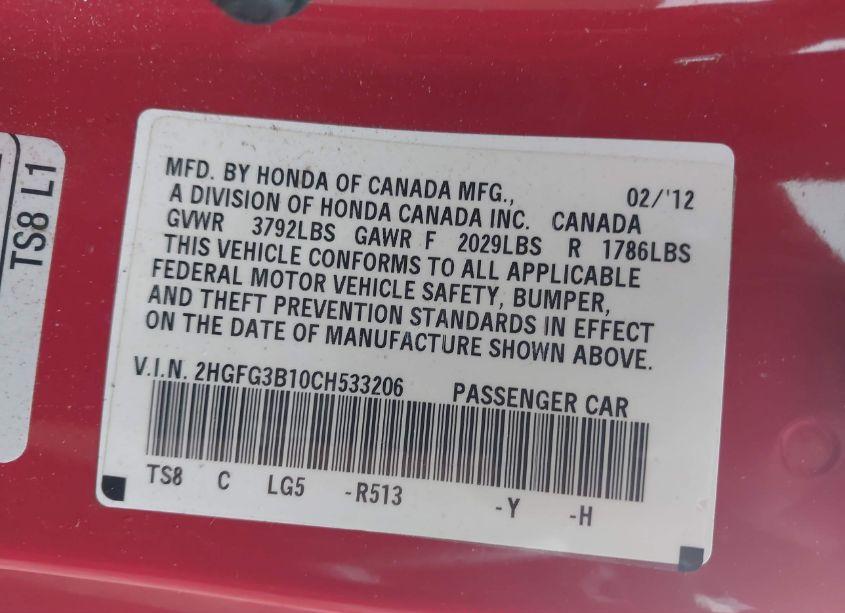 MFD. BY HONDA OF CANADA MFG., 02/'12
A DIVISION OF HONDA CANADA INC. CANADA
GVWR 3792LBS GAWR F 2029LBS R 1786LBS
THIS VEHICLE CONFORMS TO ALL APPLICABLE
FEDERAL MOTOR VEHICLE SAFETY, BUMPER,
AND THEFT PREVENTION STANDARDS IN EFFECT
ON THE DATE OF MANUFACTURE SHOWN ABOVE.
V.I.N. 2HGFG3B10CH533206 PASSENGER CAR
TS8 C LG5 -R513 -Y -H
TS8 L1